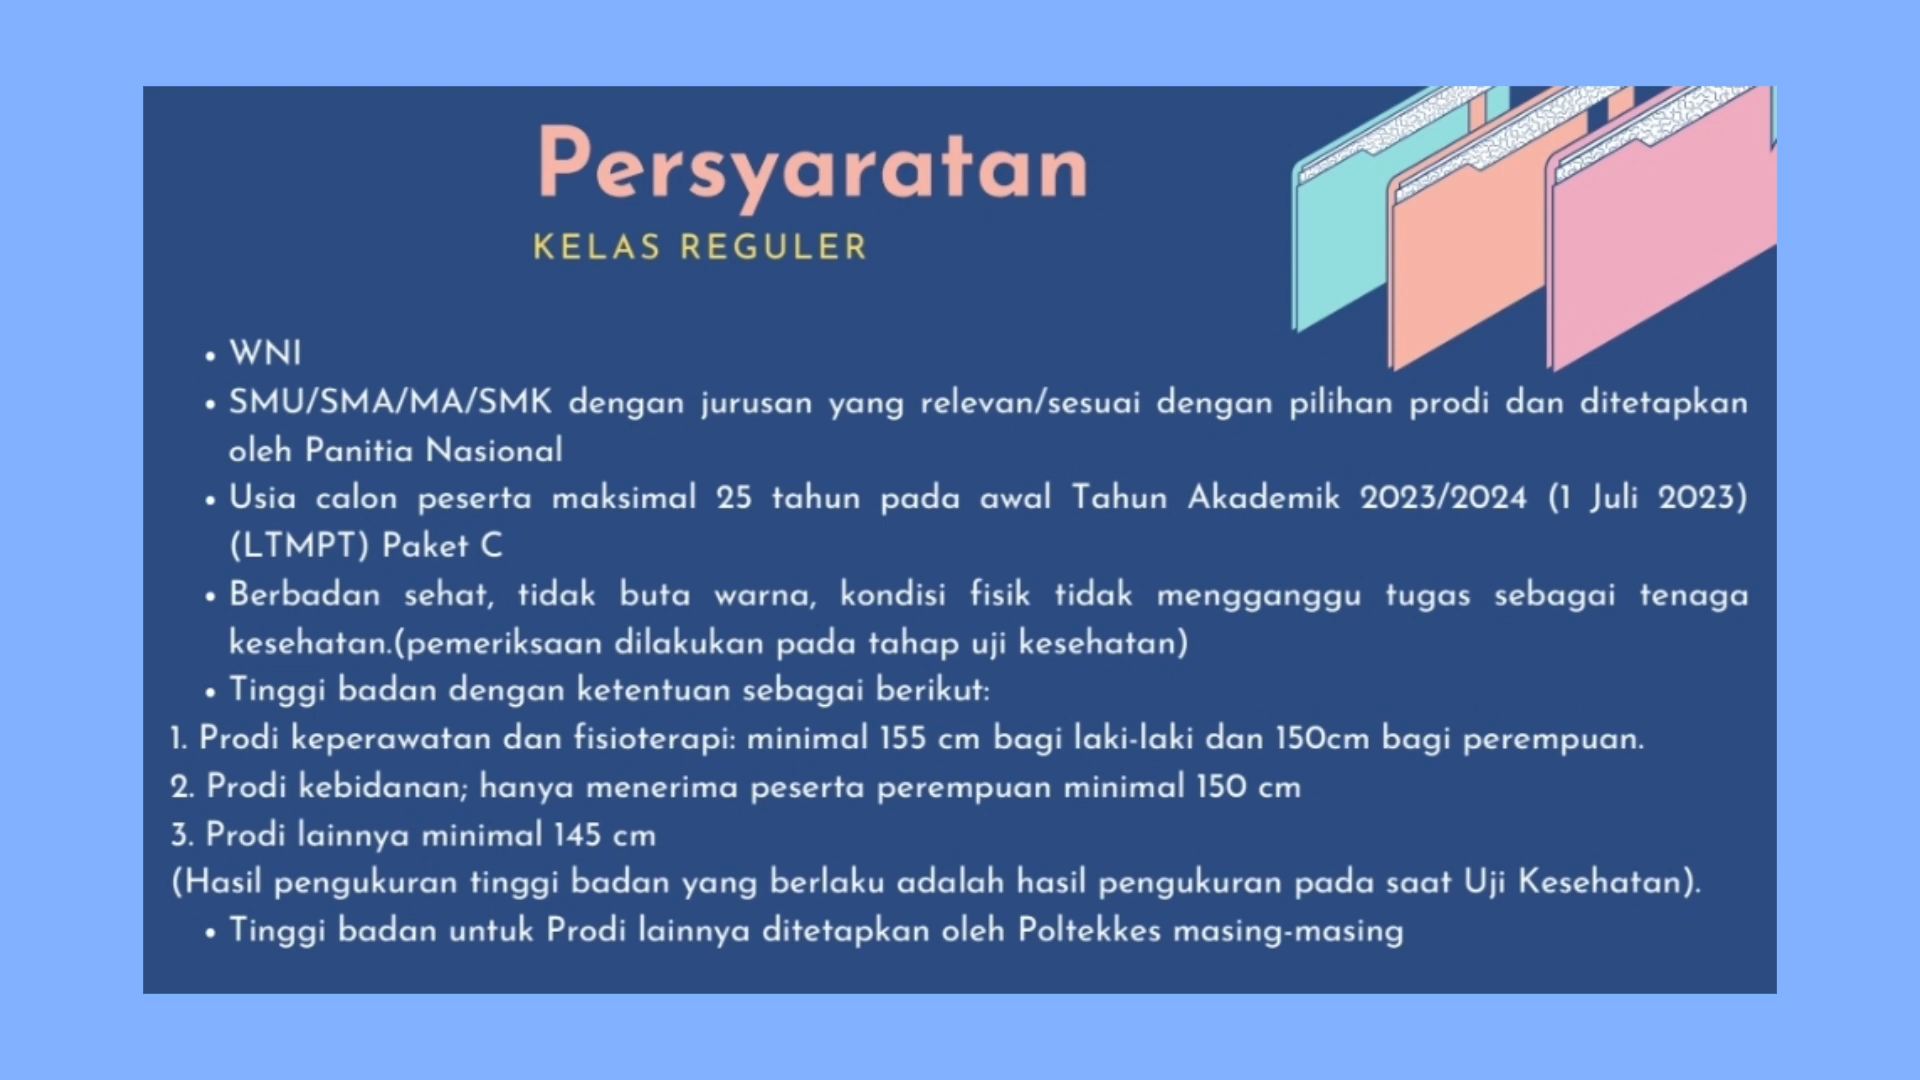 Persyaratan
KELAS REGULER
• WNI
• SMU/SMA/MA/SMK dengan jurusan yang relevan/sesuai dengan pilihan prodi dan ditetapkan
oleh Panitia Nasional
• Usia calon peserta maksimal 25 tahun pada awal Tahun Akademik 2023/2024 (1 Juli 2023)
(LTMPT) Paket C
• Berbadan sehat, tidak buta warna, kondisi fisik tidak mengganggu tugas sebagai tenaga
kesehatan.(pemeriksaan dilakukan pada tahap uji kesehatan)
• Tinggi badan dengan ketentuan sebagai berikut:
1. Prodi keperawatan dan fisioterapi: minimal 155 cm bagi laki-laki dan 150cm bagi perempuan.
2. Prodi kebidanan; hanya menerima peserta perempuan minimal 150 cm
3. Prodi lainnya minimal 145 cm
(Hasil pengukuran tinggi badan yang berlaku adalah hasil pengukuran pada saat Uji Kesehatan).
• Tinggi badan untuk Prodi lainnya ditetapkan oleh Poltekkes masing-masing